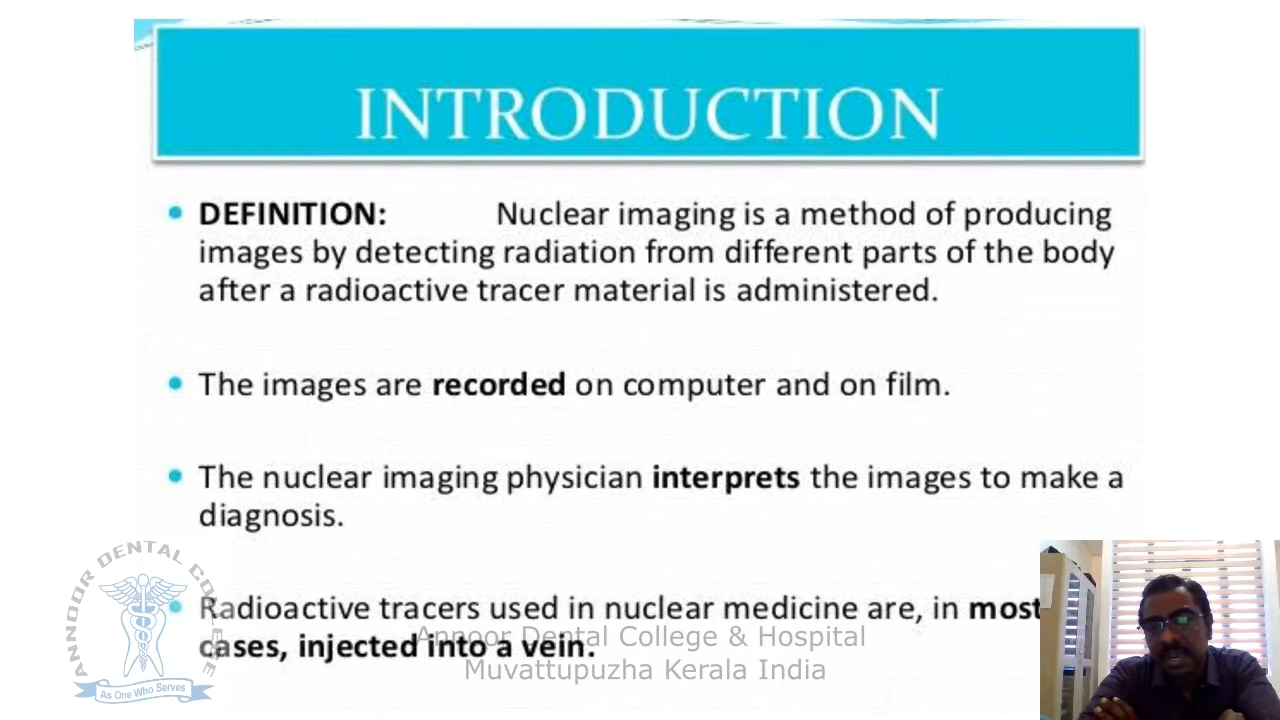 INTRODUCTION
• DEFINITION: Nuclear imaging is a method of producing
images by detecting radiation from different parts of the body
after a radioactive tracer material is administered.
• The images are recorded on computer and on film.
• The nuclear imaging physician interprets the images to make a
diagnosis.
• Radioactive tracers used in nuclear medicine are, in most
cases, injected into a vein.
Annoor Dental College & Hospital
Muvattupuzha Kerala India
ANNOOR DENTAL COLLEGE
As One Who Serves